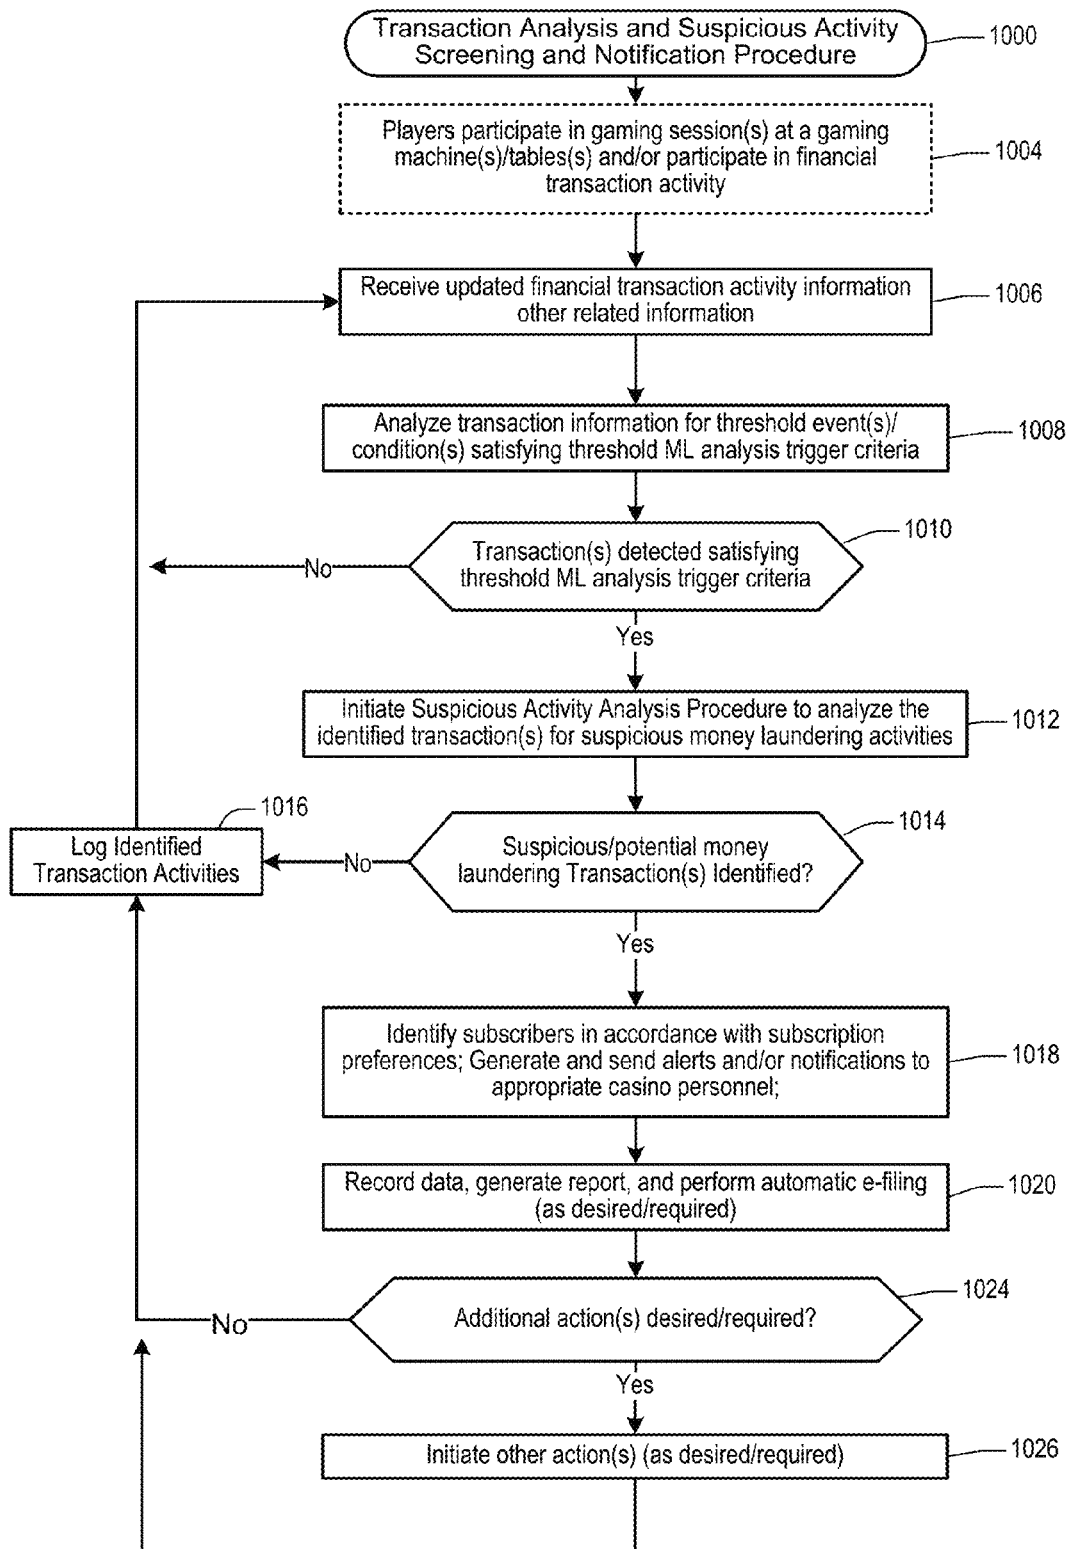 Transaction Analysis and Suspicious Activity
Screening and Notification Procedure
1000
Players participate in gaming session(s) at a gaming
machine(s)/tables(s) and/or participate in financial
transaction activity
1004
Receive updated financial transaction activity information
other related information
1006
Analyze transaction information for threshold event(s)/
condition(s) satisfying threshold ML analysis trigger criteria
1008
Transaction(s) detected satisfying
threshold ML analysis trigger criteria
1010
No
Yes
Initiate Suspicious Activity Analysis Procedure to analyze the
identified transaction(s) for suspicious money laundering activities
1012
Suspicious/potential money
laundering Transaction(s) Identified?
1014
No
Log Identified
Transaction Activities
1016
Yes
Identify subscribers in accordance with subscription
preferences; Generate and send alerts and/or notifications to
appropriate casino personnel;
1018
Record data, generate report, and perform automatic e-filing
(as desired/required)
1020
Additional action(s) desired/required?
1024
No
Yes
Initiate other action(s) (as desired/required)
1026